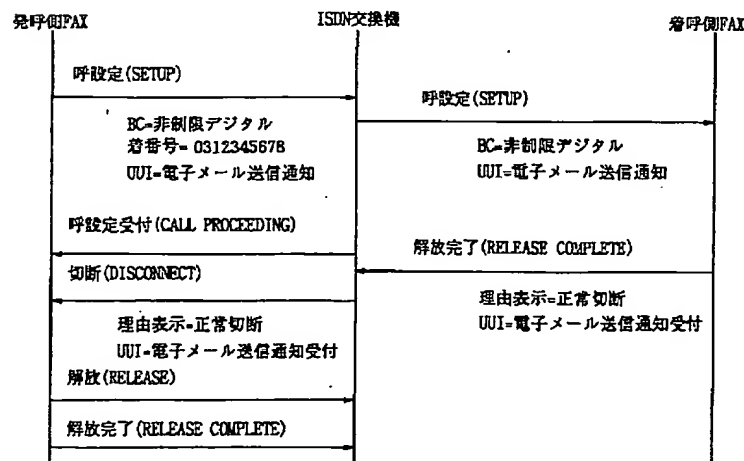 発呼側FAX
ISDN交換機
着呼側FAX
呼設定(SETUP)
呼設定(SETUP)
BC=非制限デジタル
着番号= 0312345678
UUI=電子メール送信通知
BC=非制限デジタル
UUI=電子メール送信通知
呼設定受付(CALL PROCEEDING)
解放完了(RELEASE COMPLETE)
切断(DISCONNECT)
理由表示=正常切断
UUI=電子メール送信通知受付
理由表示=正常切断
UUI=電子メール送信通知受付
解放(RELEASE)
解放完了(RELEASE COMPLETE)